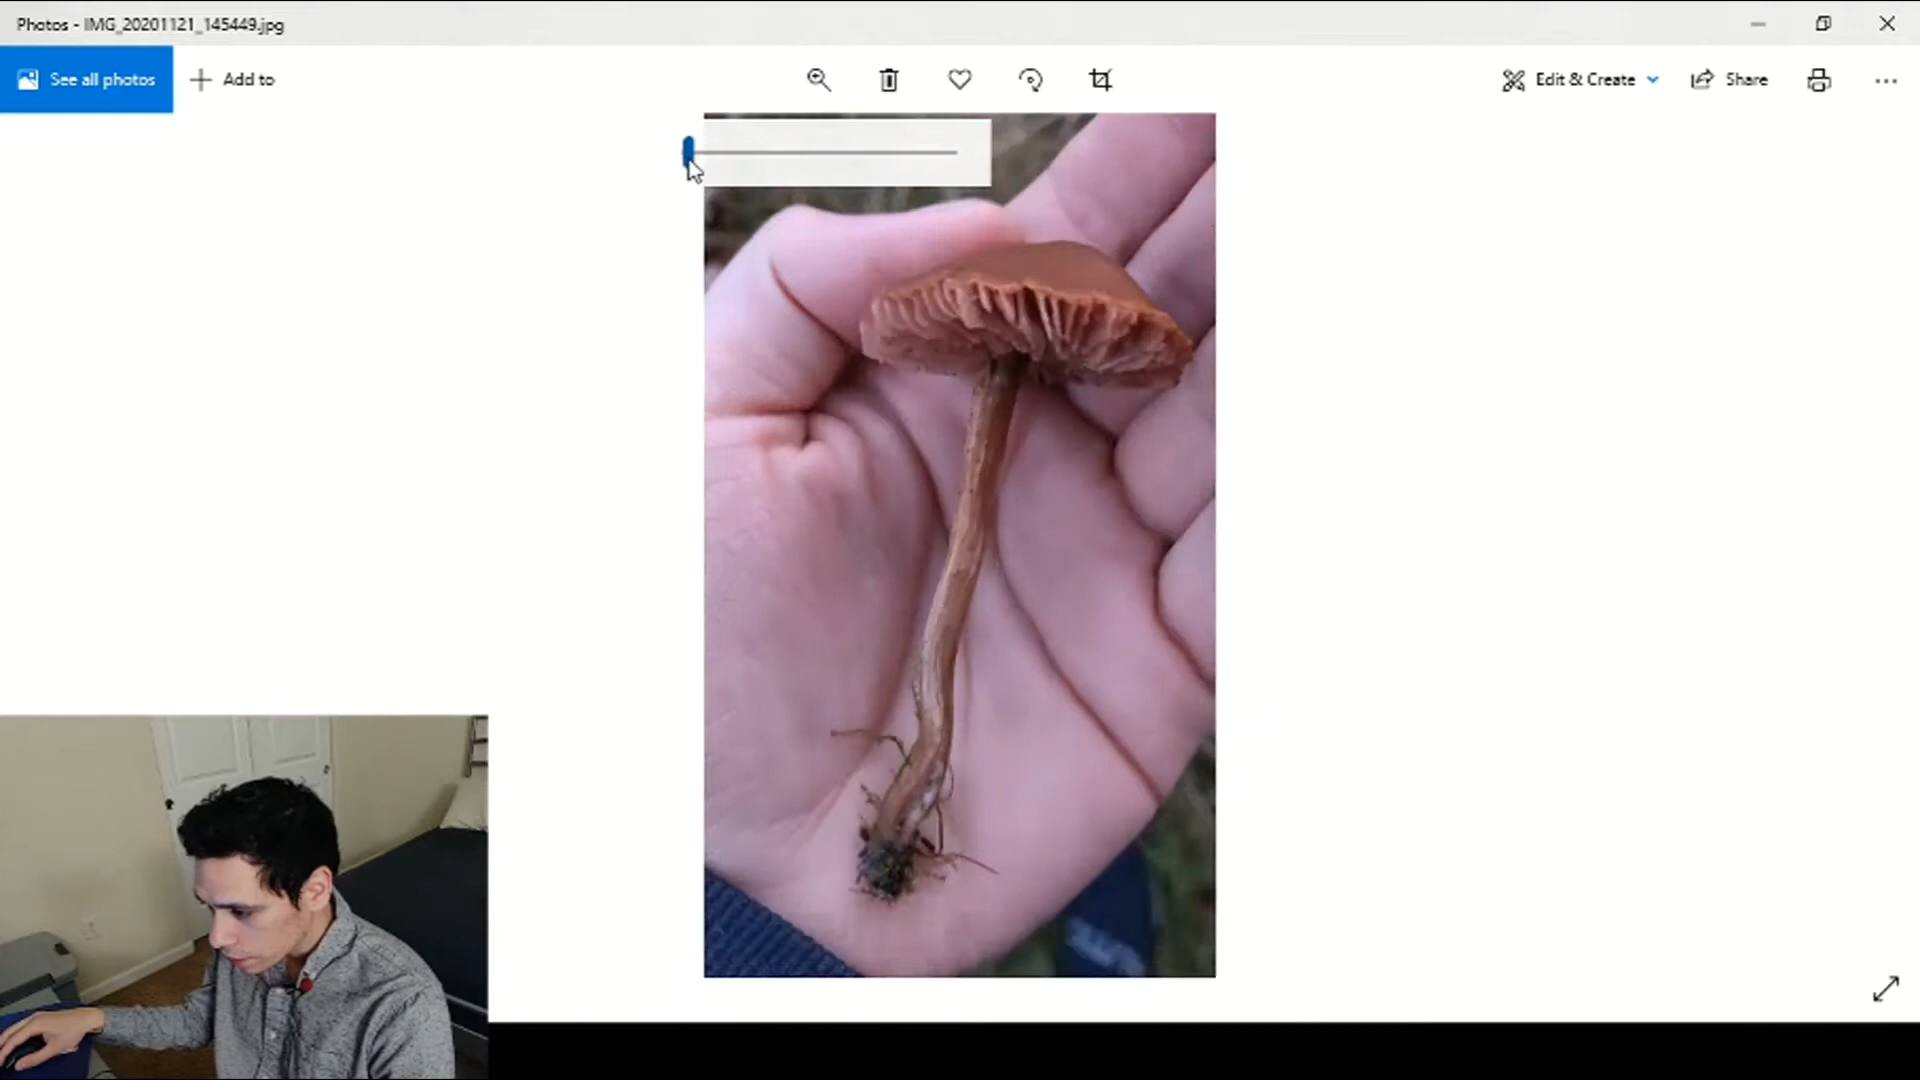 Photos - IMG_20201121_145449.jpg
See all photos
Add to
Edit & Create
Share